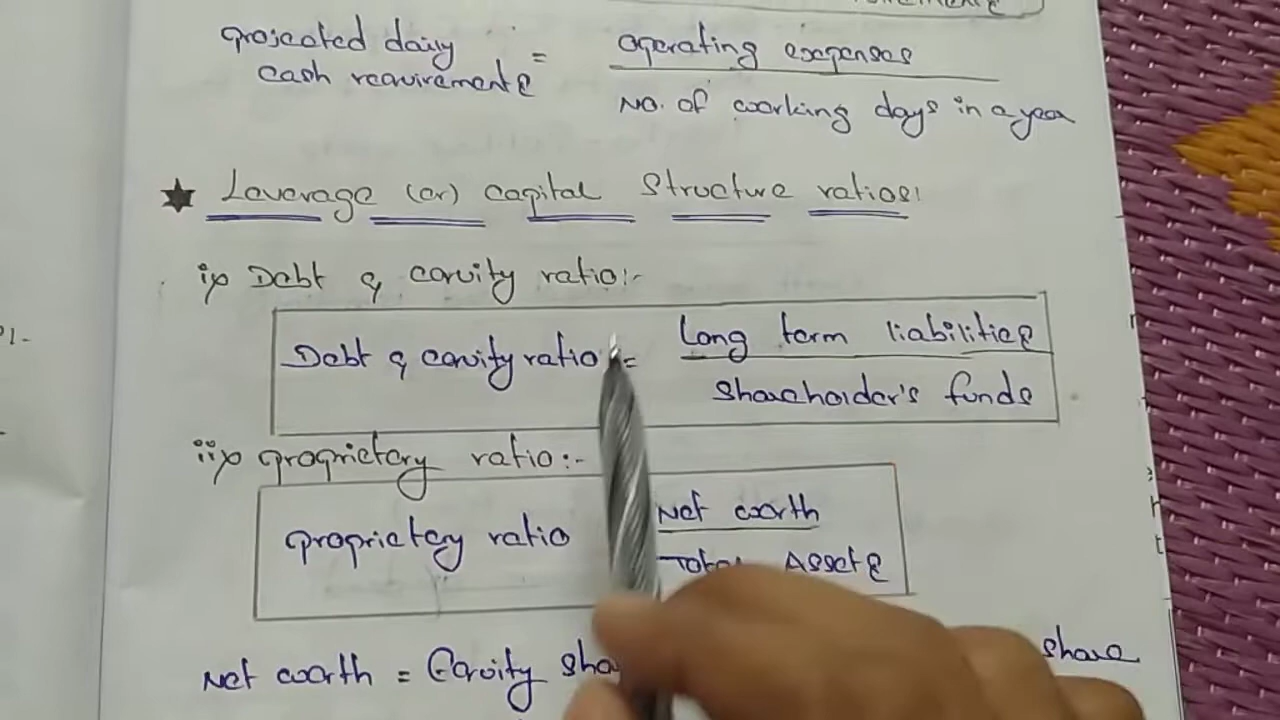 projected daily = operating expenses
cash requirements No. of working days in a year
★ Leverage (or) capital structure ratios:
i) Debt & equity ratio:-
Debt & equity ratio = Long term liabilities
Shareholder's funds
ii) proprietary ratio:-
proprietary ratio Net worth
Total Assets
Net worth = Equity sha share